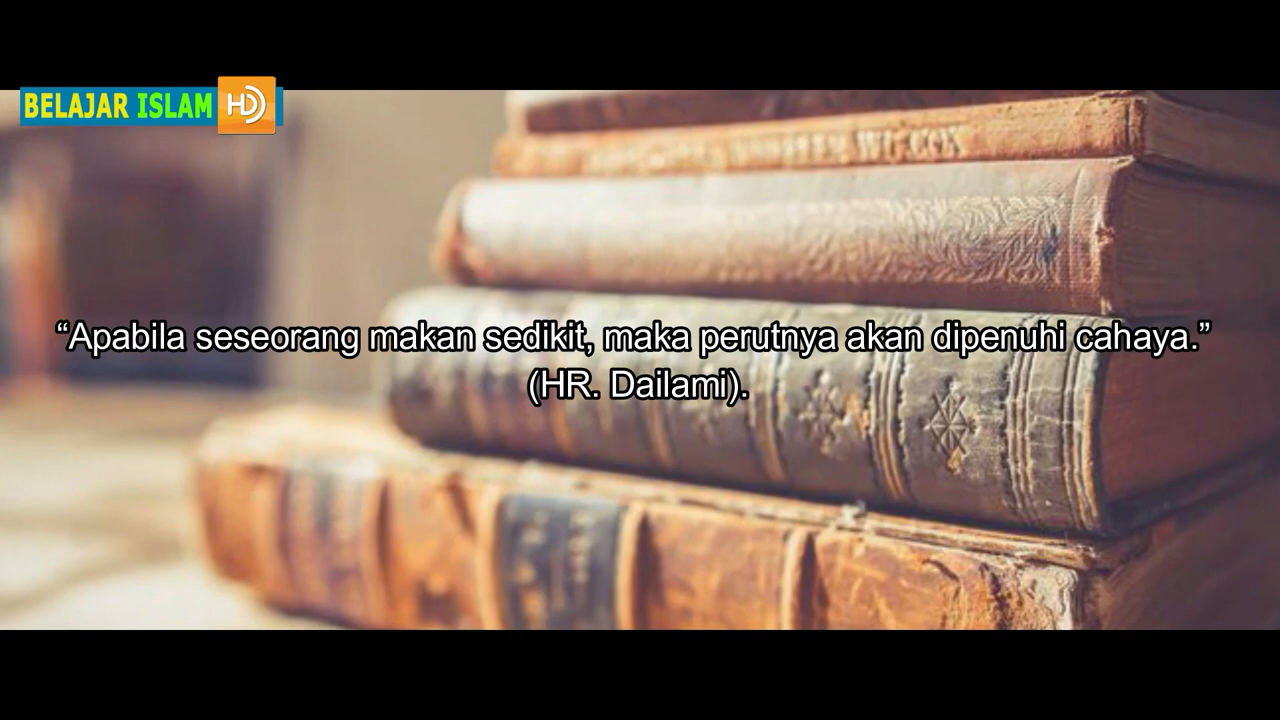 BELAJAR ISLAM HD
“Apabila seseorang makan sedikit, maka perutnya akan dipenuhi cahaya.”
(HR. Dailami).